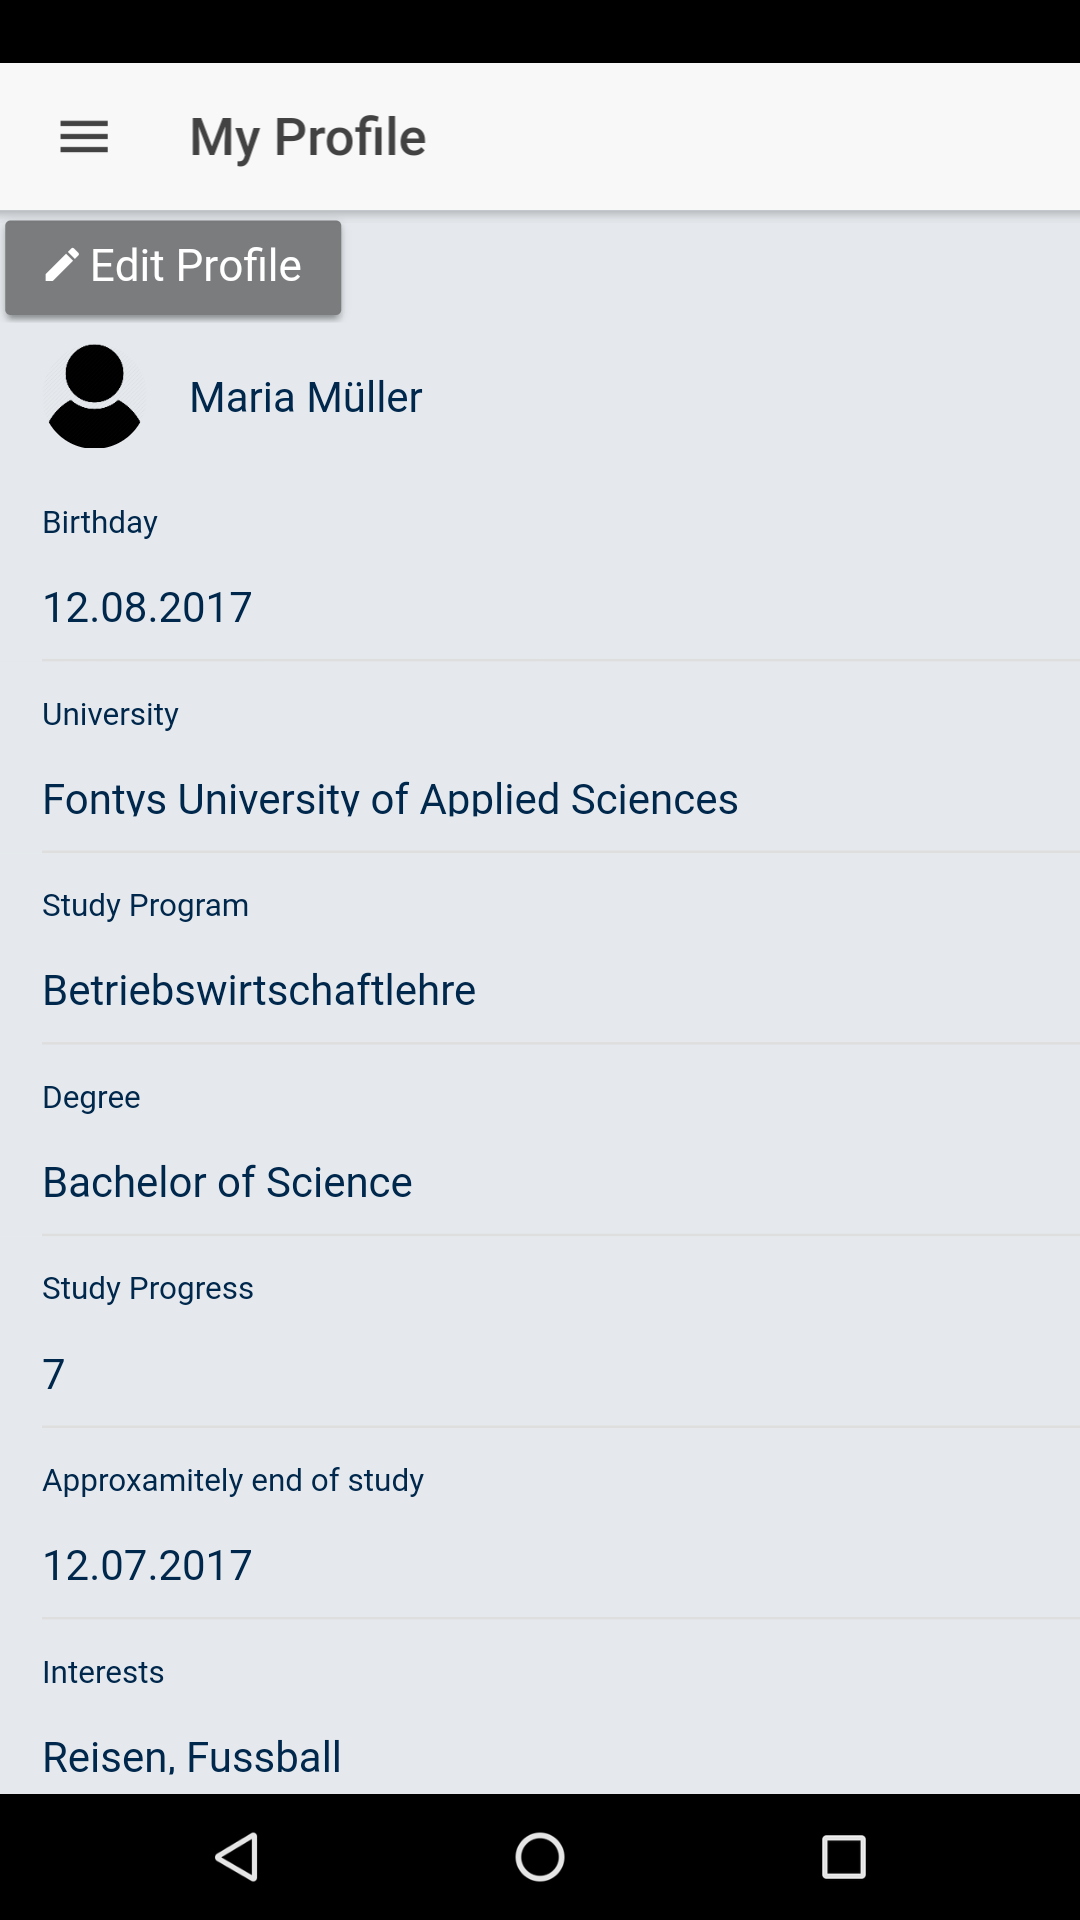 My Profile
Edit Profile
Maria Müller
Birthday
12.08.2017
University
Fontys University of Applied Sciences
Study Program
Betriebswirtschaftlehre
Degree
Bachelor of Science
Study Progress
7
Approxamitely end of study
12.07.2017
Interests
Reisen, Fussball